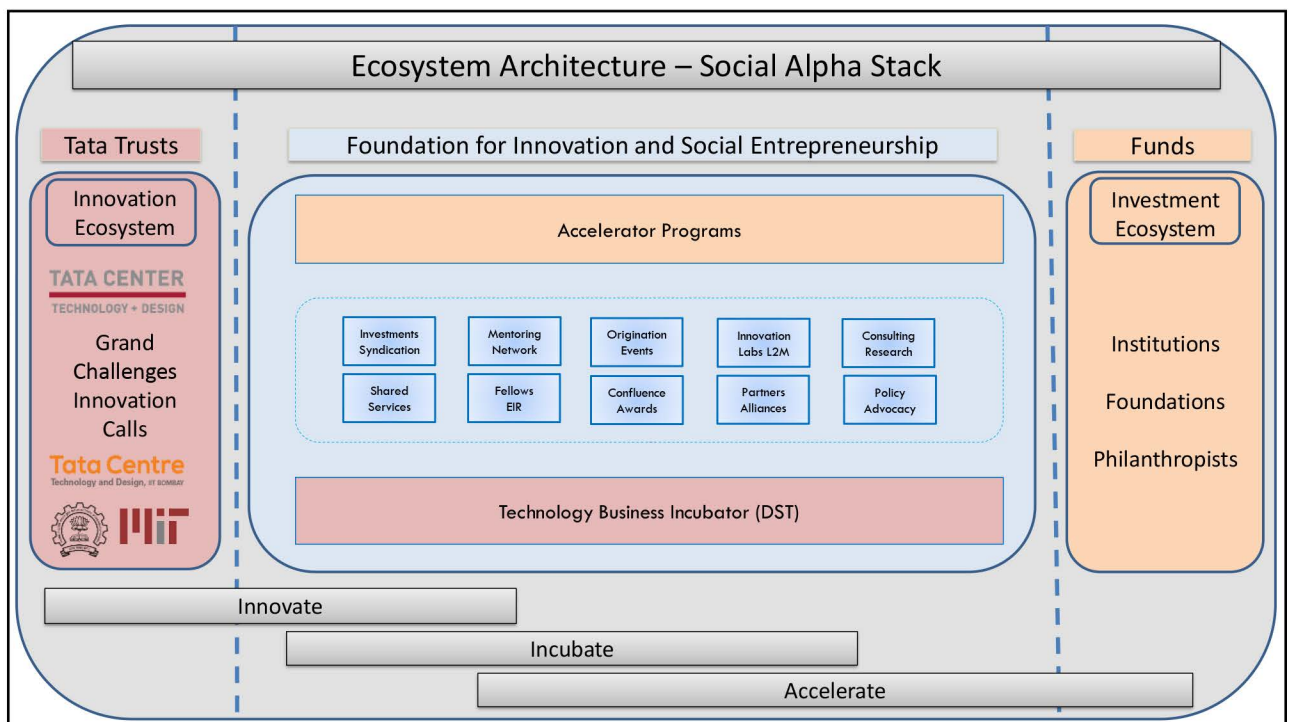 Ecosystem Architecture – Social Alpha Stack
Tata Trusts
Innovation
Ecosystem
TATA CENTER
TECHNOLOGY + DESIGN
Grand
Challenges
Innovation
Calls
Tata Centre
Technology and Design, IIT BOMBAY
MIT
Foundation for Innovation and Social Entrepreneurship
Accelerator Programs
Investments
Syndication
Mentoring
Network
Origination
Events
Innovation
Labs L2M
Consulting
Research
Shared
Services
Fellows
EIR
Confluence
Awards
Partners
Alliances
Policy
Advocacy
Technology Business Incubator (DST)
Funds
Investment
Ecosystem
Institutions
Foundations
Philanthropists
Innovate
Incubate
Accelerate